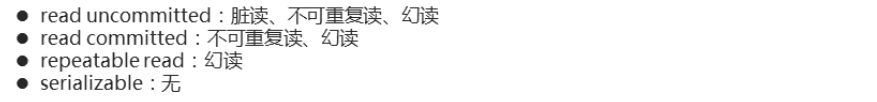 ● read uncommitted：脏读、不可重复读、幻读
● read committed：不可重复读、幻读
● repeatable read：幻读
● serializable：无